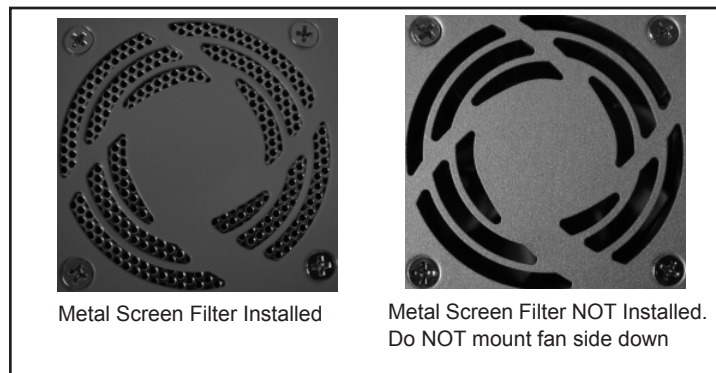 Metal Screen Filter Installed
Metal Screen Filter NOT Installed.
Do NOT mount fan side down